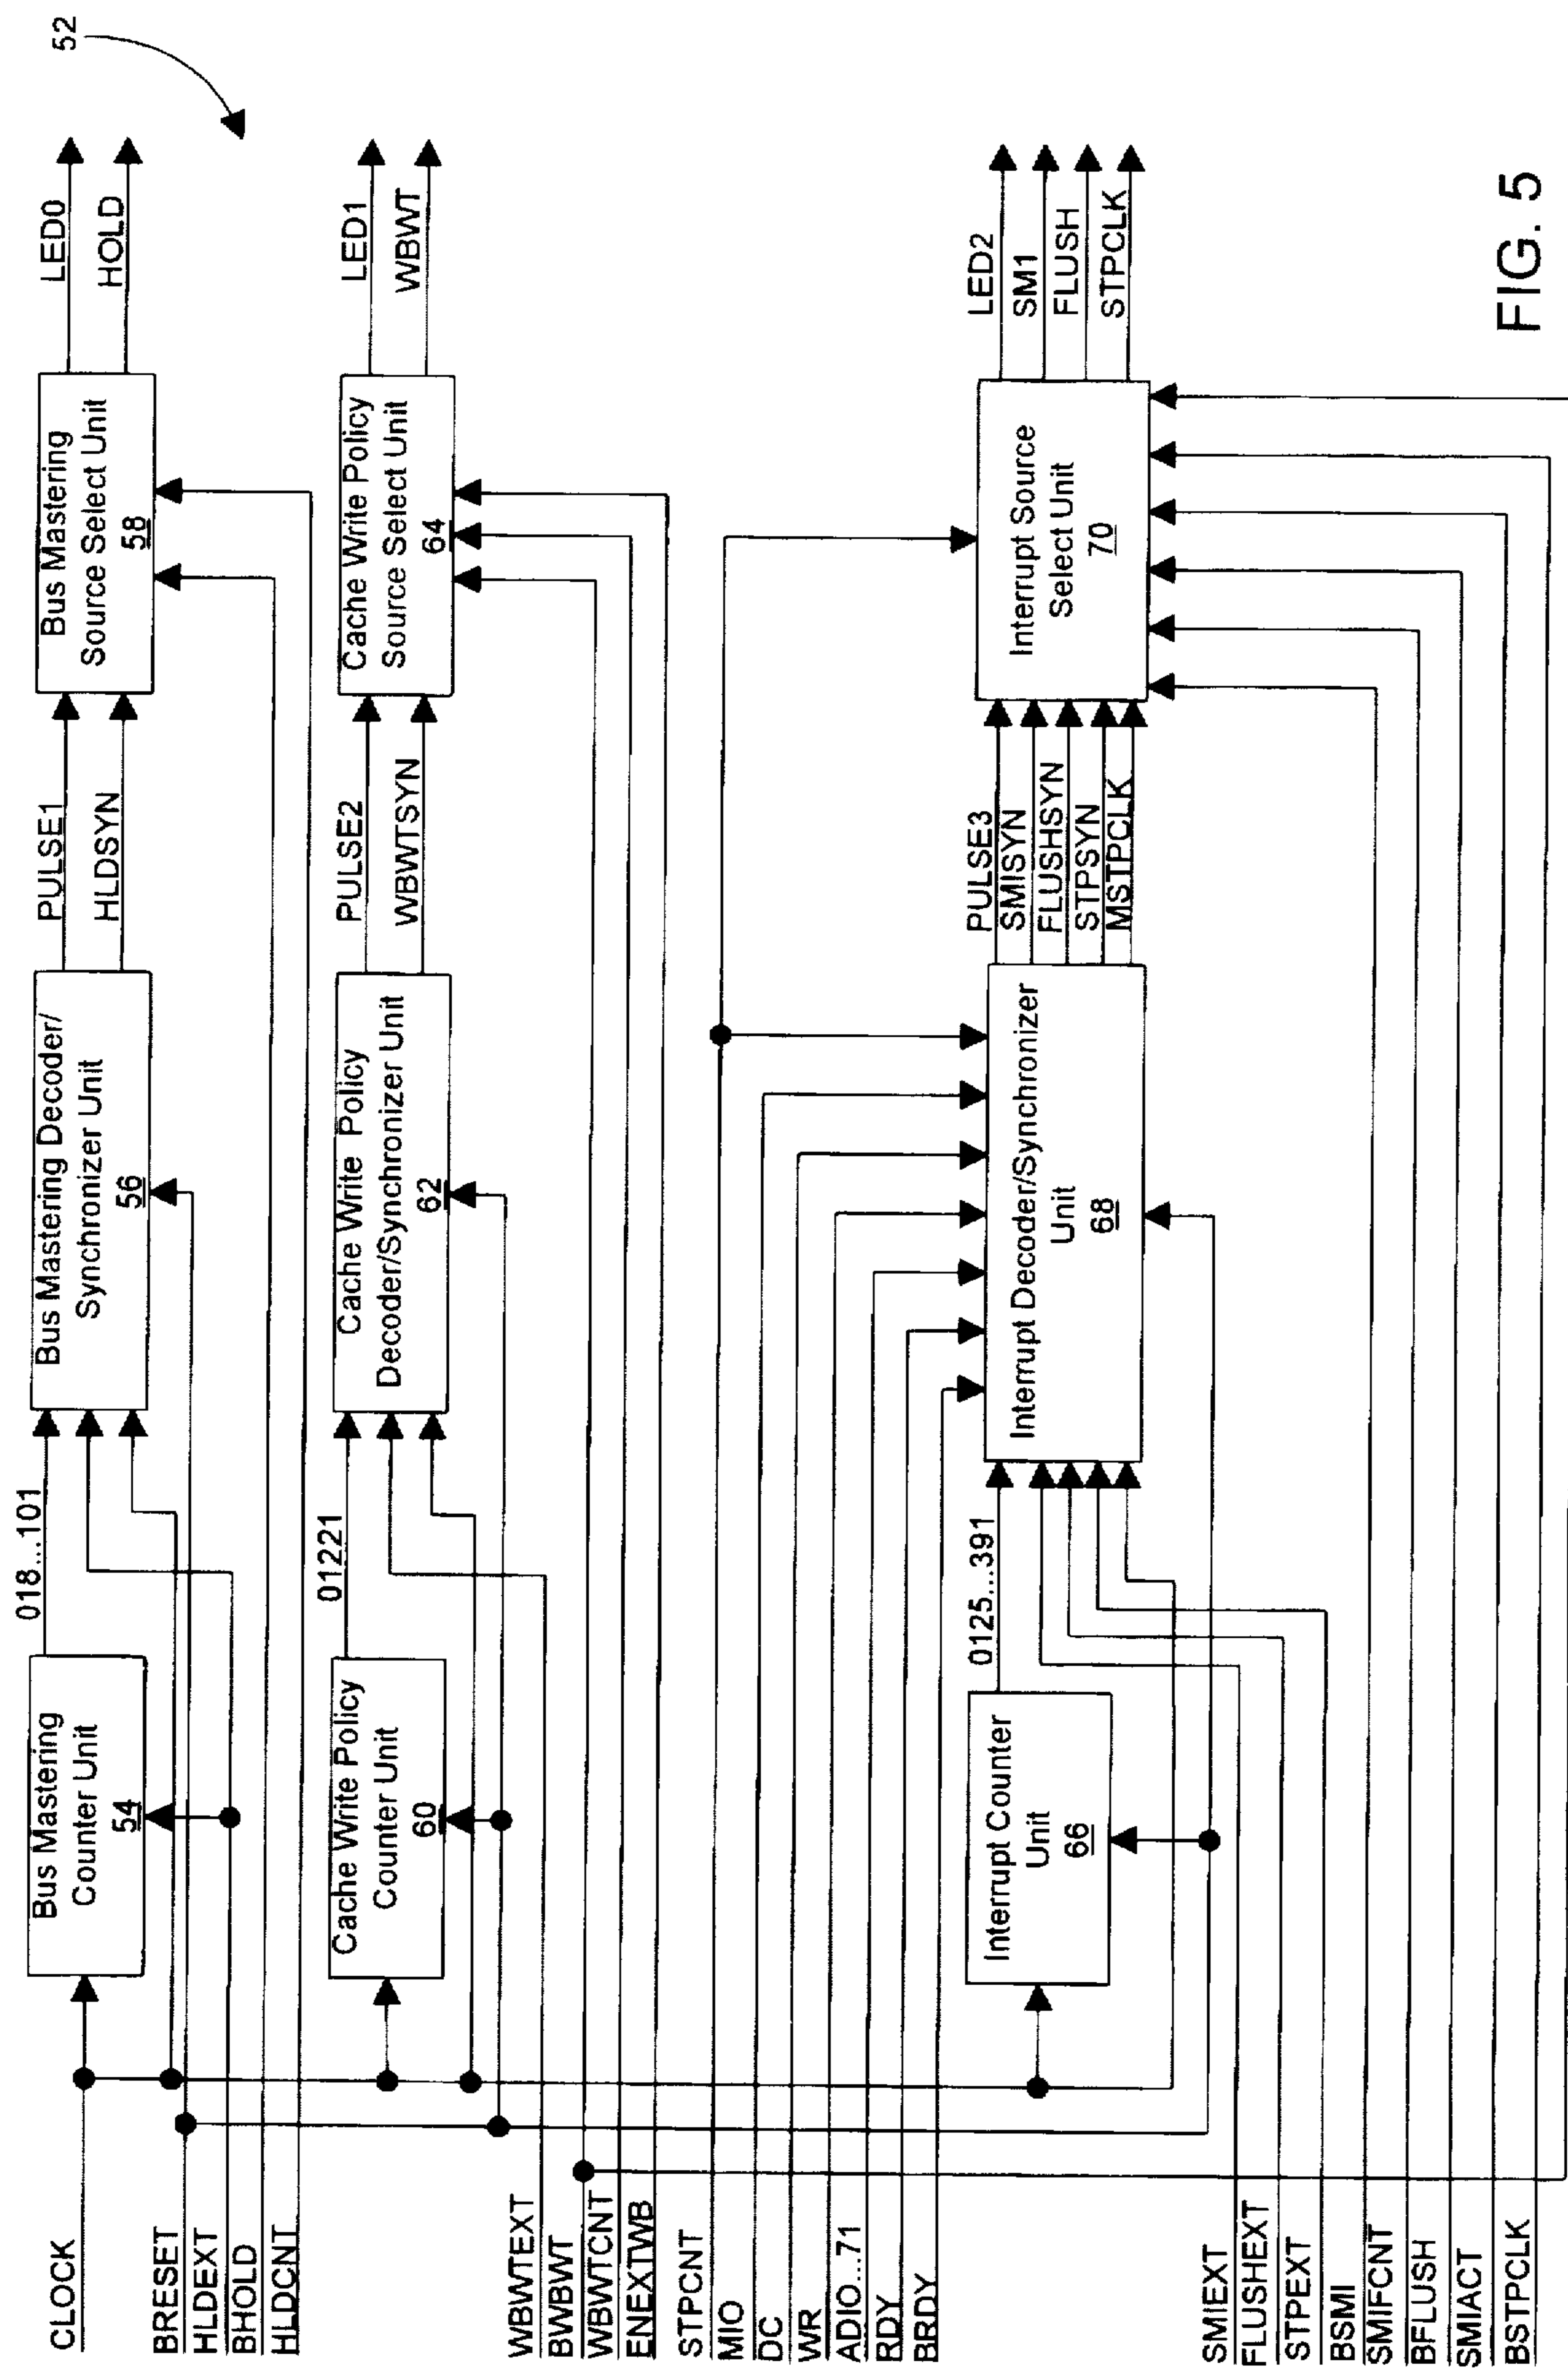 52
CLOCK
Bus Mastering
Counter Unit
54
018...101
Bus Mastering Decoder/
Synchronizer Unit
56
PULSE1
HLDSYN
Bus Mastering
Source Select Unit
58
LED0
HOLD
BRESET
HLDEXT
BHOLD
HLDCNT
Cache Write Policy
Counter Unit
60
01221
Cache Write Policy
Decoder/Synchronizer Unit
62
PULSE2
WBWTSYN
Cache Write Policy
Source Select Unit
64
LED1
WBWT
WBWTEXT
BWBWT
WBWTCNT
ENEXTWB
STPCNT
MIO
DC
WR
ADIO...71
RDY
BRDY
Interrupt Counter
Unit
66
0125...391
Interrupt Decoder/Synchronizer
Unit
68
PULSE3
SMISYN
FLUSHSYN
STPSYN
MSTPCLK
Interrupt Source
Select Unit
70
LED2
SM1
FLUSH
STPCLK
SMIEXT
FLUSHEXT
STPEXT
BSMI
SMIFCNT
BFLUSH
SMIACT
BSTPCLK
FIG. 5